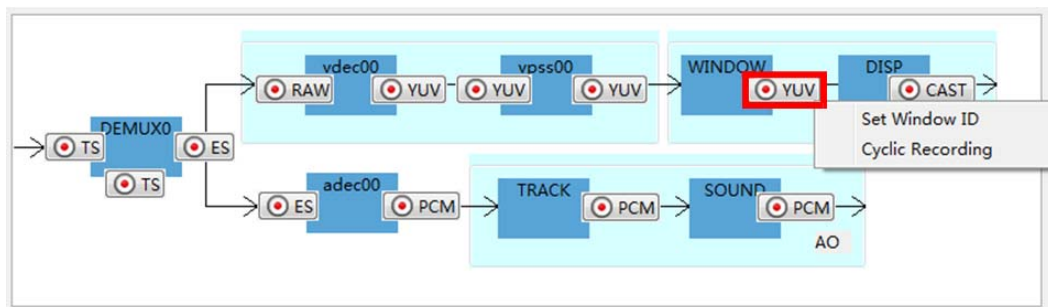 vdec00
vpss00
WINDOW
DISP
RAW
YUV
YUV
YUV
YUV
CAST
Set Window ID
Cyclic Recording
DEMUX0
TS
ES
TS
adec00
TRACK
SOUND
ES
PCM
PCM
PCM
AO